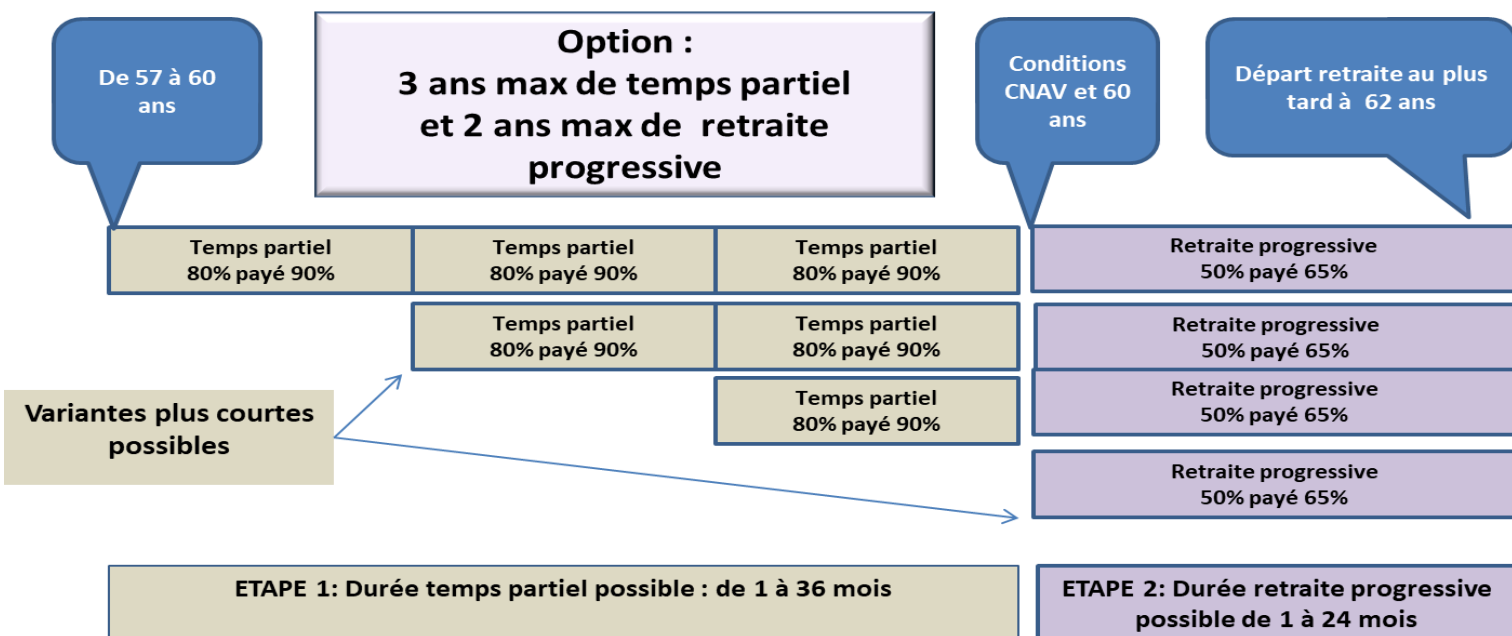 De 57 à 60
ans
Option :
3 ans max de temps partiel
et 2 ans max de retraite
progressive
Conditions
CNAV et 60
ans
Départ retraite au plus
tard à 62 ans
Temps partiel
80% payé 90%
Temps partiel
80% payé 90%
Temps partiel
80% payé 90%
Retraite progressive
50% payé 65%
Temps partiel
80% payé 90%
Temps partiel
80% payé 90%
Retraite progressive
50% payé 65%
Temps partiel
80% payé 90%
Retraite progressive
50% payé 65%
Variantes plus courtes
possibles
Retraite progressive
50% payé 65%
ETAPE 1: Durée temps partiel possible : de 1 à 36 mois
ETAPE 2: Durée retraite progressive
possible de 1 à 24 mois